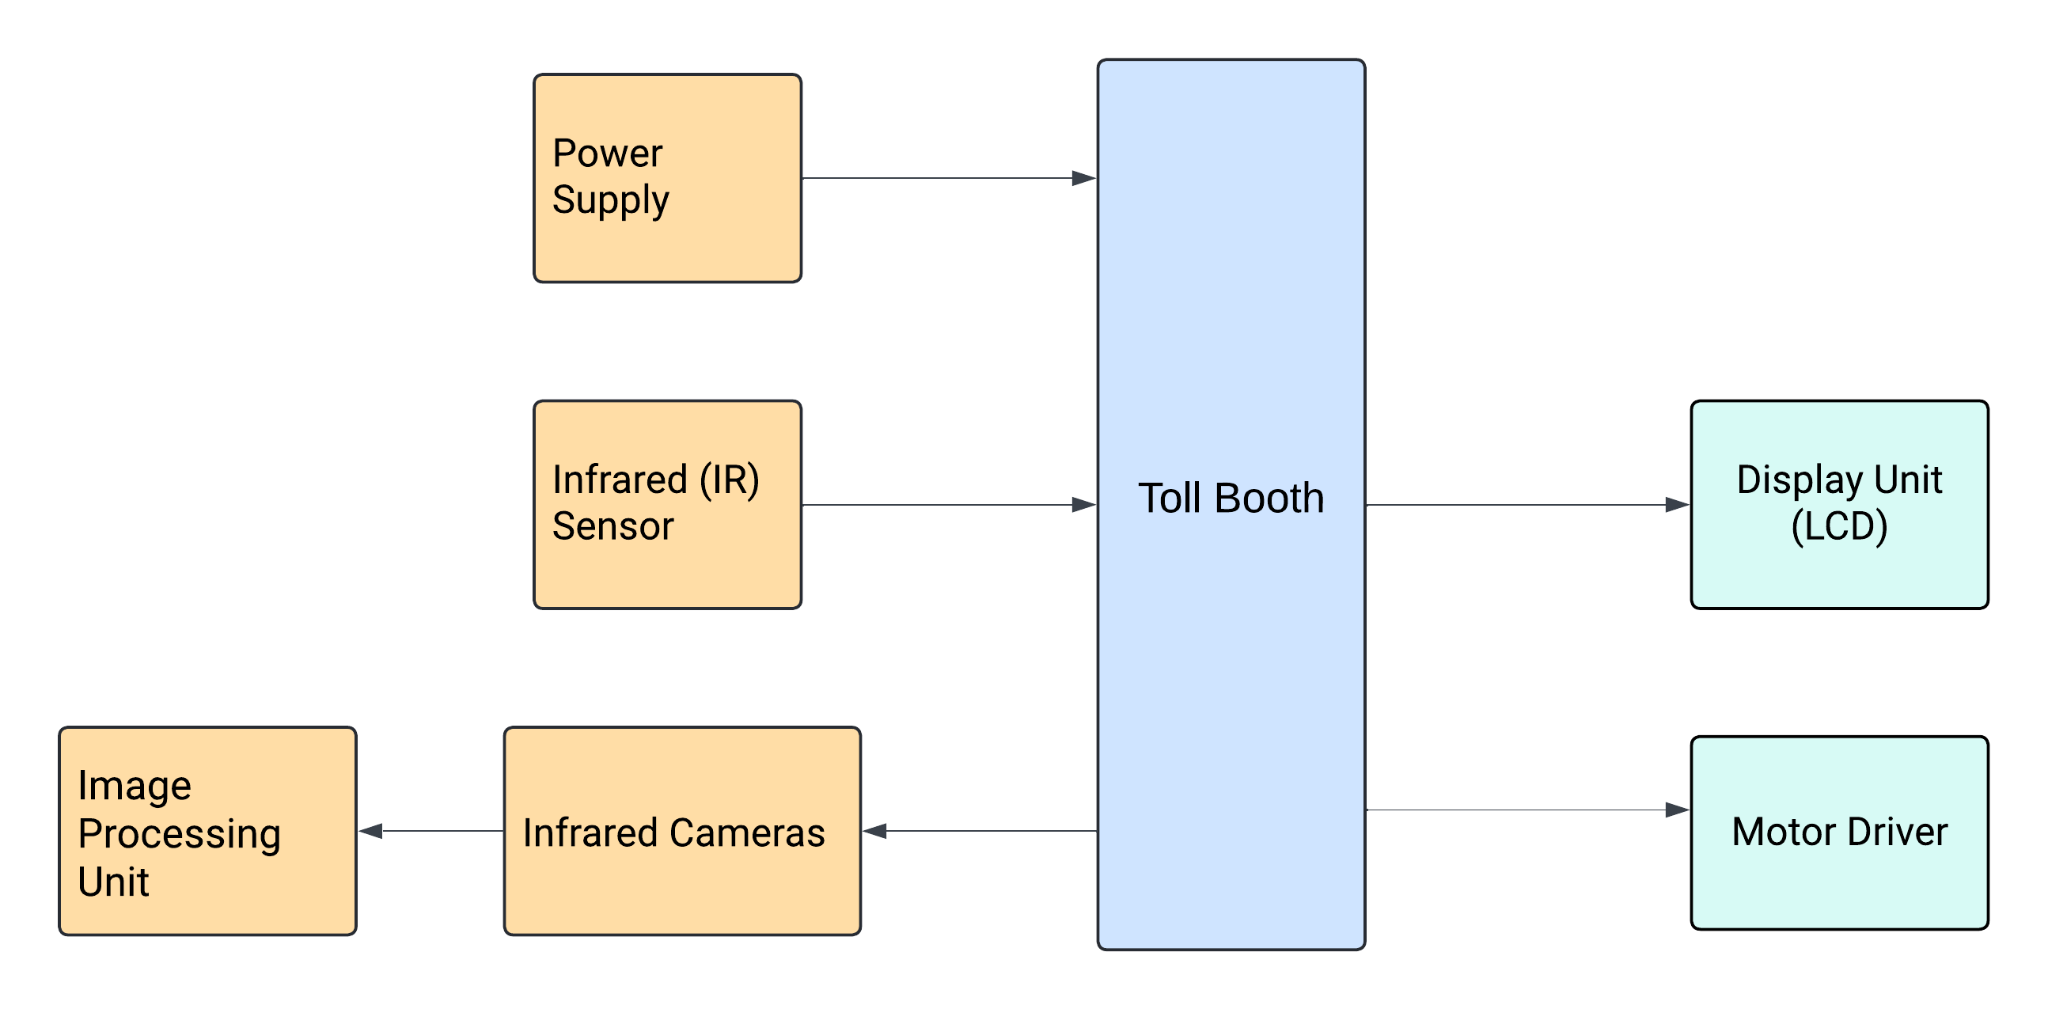 Power
Supply
Infrared (IR)
Sensor
Toll Booth
Display Unit
(LCD)
Image
Processing
Unit
Infrared Cameras
Motor Driver